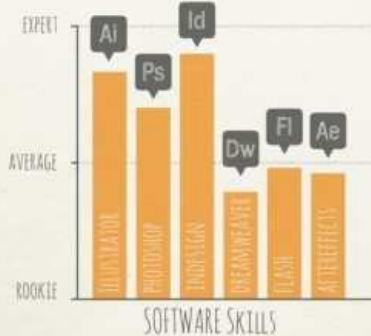 EXPERT
Ai
Ps
Id
Dw
Fl
Ae
AVERAGE
ROOKIE
ILLUSTRATOR
PHOTOSHOP
INDESIGN
DREAMWEAVER
FLASH
AFTEREFFECTS
SOFTWARE SKILLS